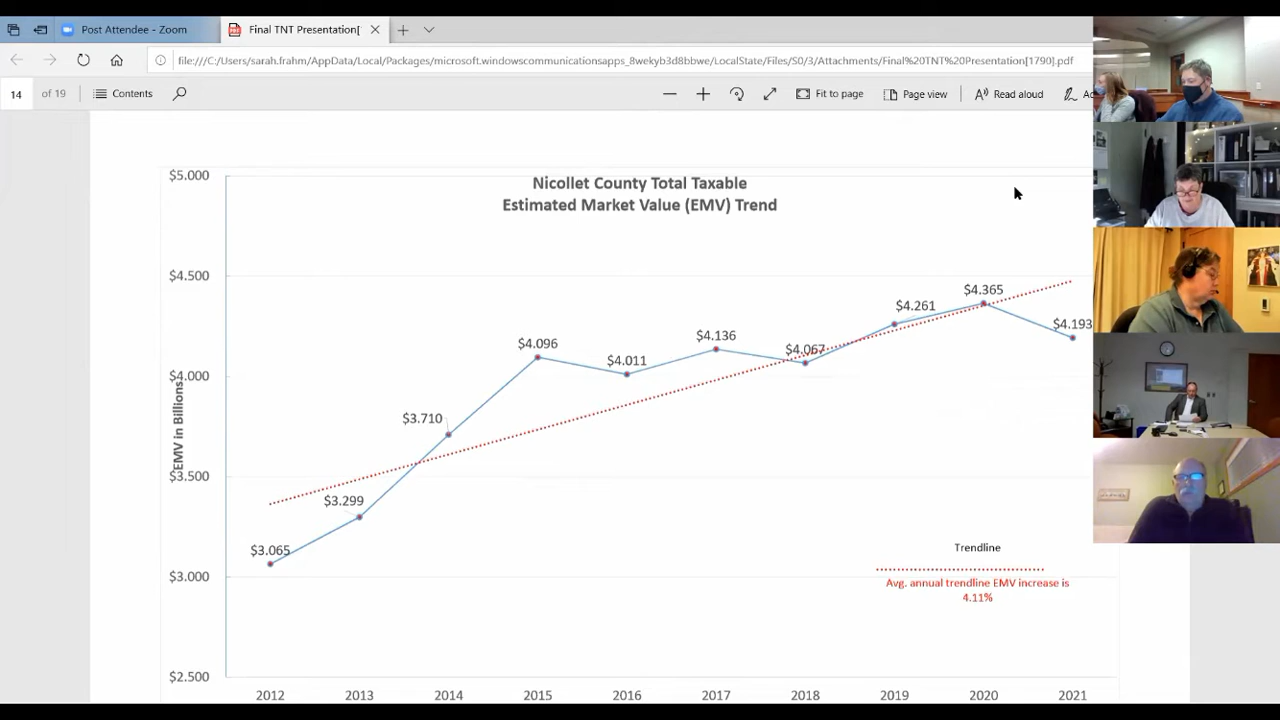 Post Attendee - Zoom
Final TNT Presentation[
file:///C:/Users/sarah.frahm/AppData/Local/Packages/microsoft.windowscommunicationsapps_8wekyb3d8bbwe/LocalState/Files/S0/3/Attachments/Final%20TNT%20Presentation[1790].pdf
14 of 19 Contents Fit to page Page view Read aloud
Nicollet County Total Taxable
Estimated Market Value (EMV) Trend
EMV in Billions
$5.000
$4.500
$4.000
$3.500
$3.000
$2.500
$3.065
$3.299
$3.710
$4.096
$4.011
$4.136
$4.067
$4.261
$4.365
$4.193
Trendline
Avg. annual trendline EMV increase is
4.11%
2012 2013 2014 2015 2016 2017 2018 2019 2020 2021